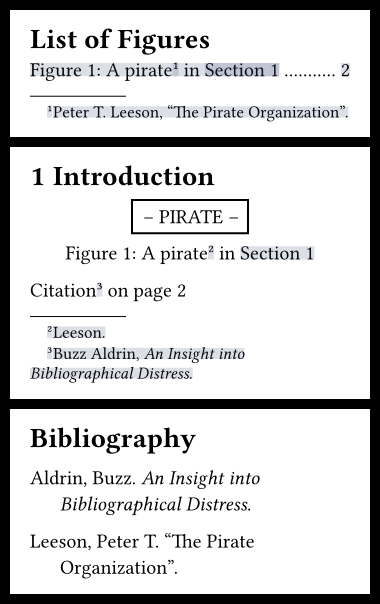 List of Figures
Figure 1: A pirate¹ in Section 1 ........... 2
¹Peter T. Leeson, “The Pirate Organization”.
1 Introduction
– PIRATE –
Figure 1: A pirate² in Section 1
Citation³ on page 2
²Leeson.
³Buzz Aldrin, An Insight into
Bibliographical Distress.
Bibliography
Aldrin, Buzz. An Insight into
Bibliographical Distress.
Leeson, Peter T. “The Pirate
Organization”.